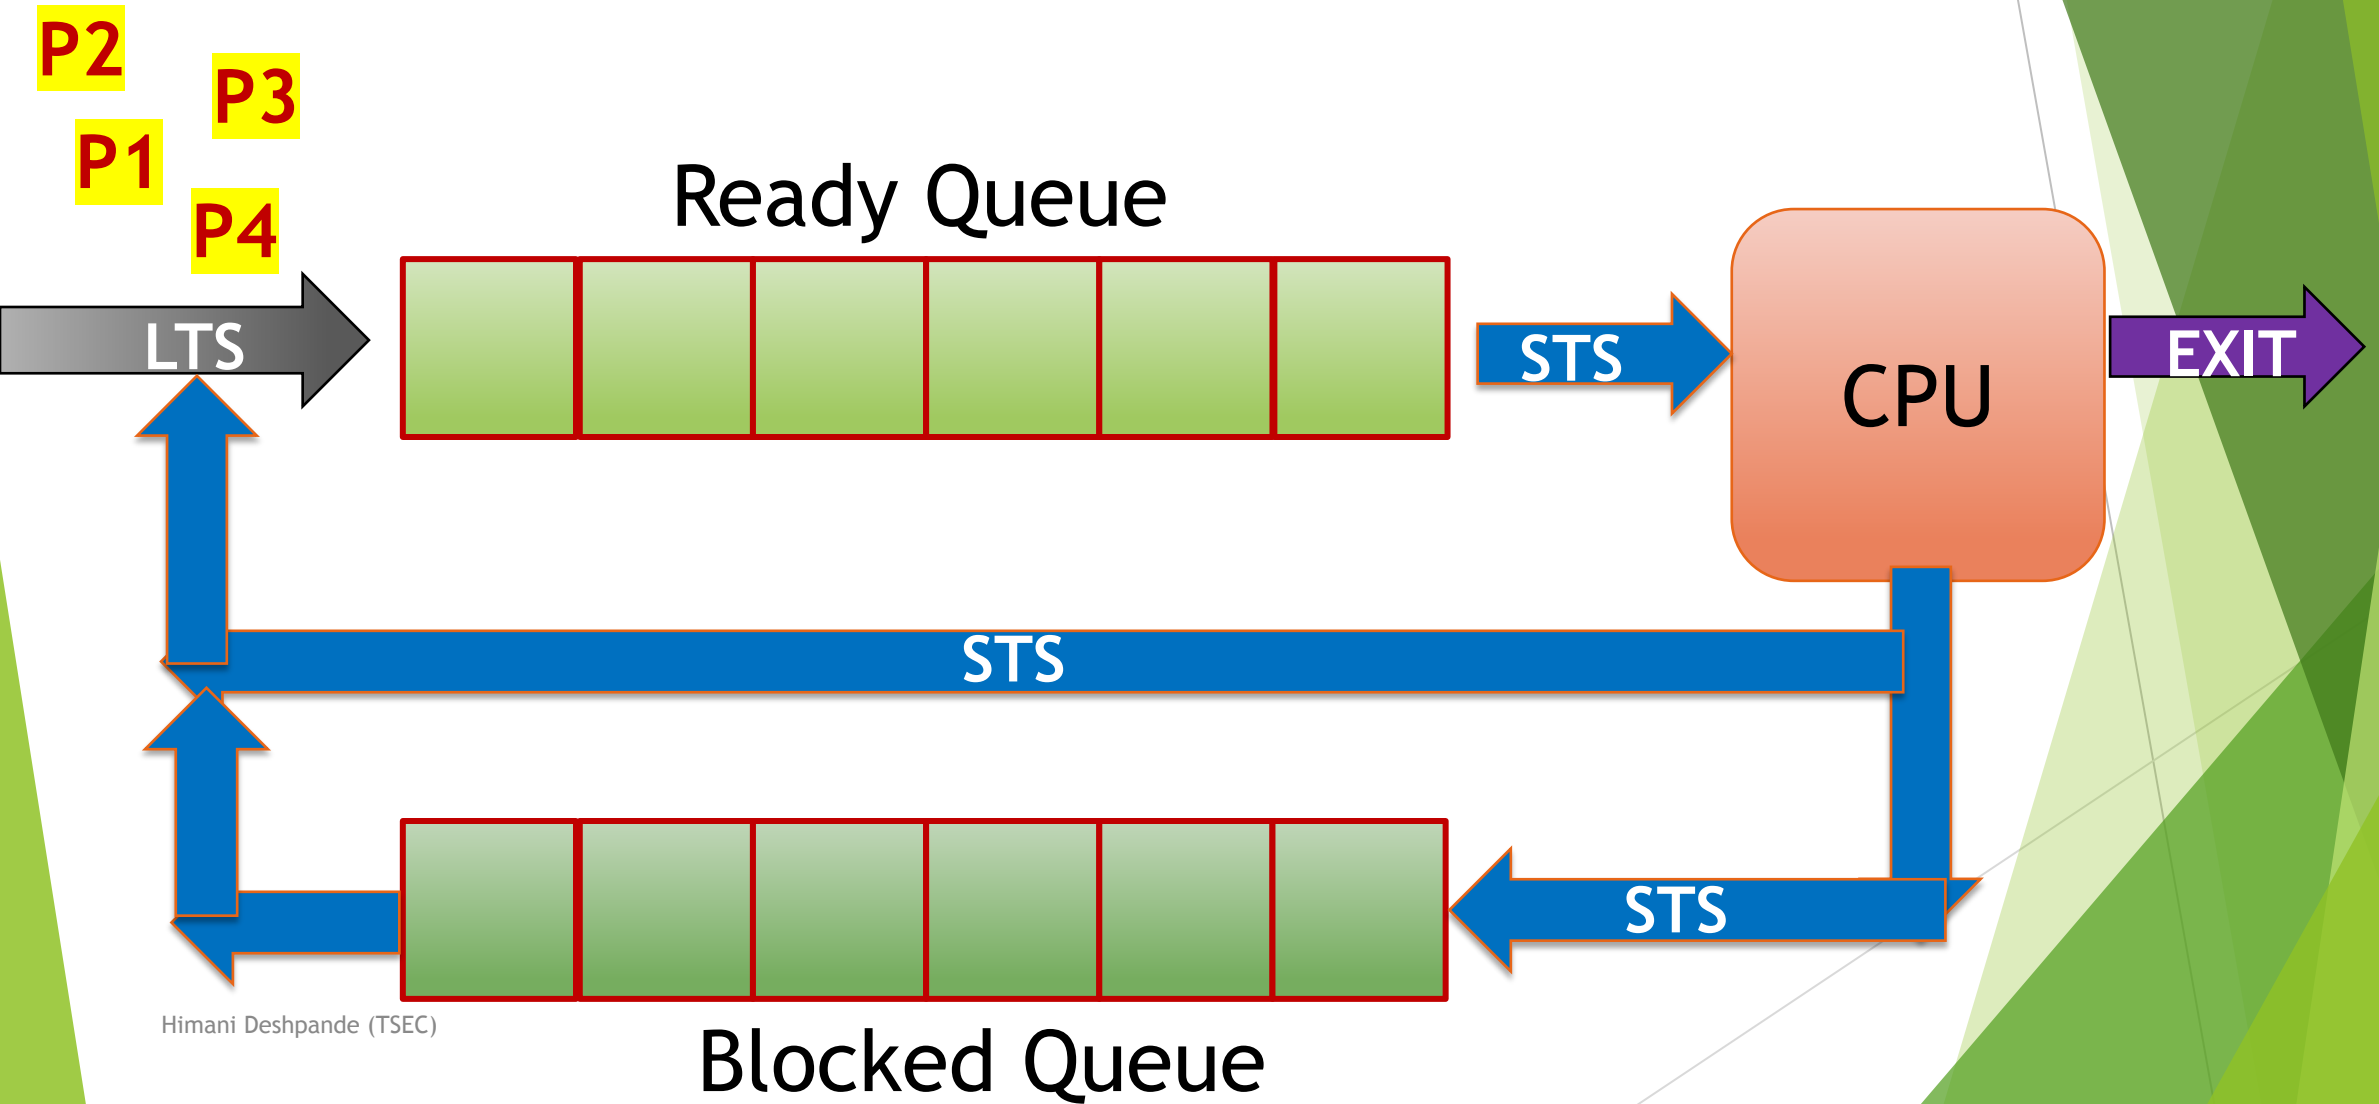 P2
P3
P1
P4
Ready Queue
LTS
STS
CPU
EXIT
STS
STS
Himani Deshpande (TSEC)
Blocked Queue